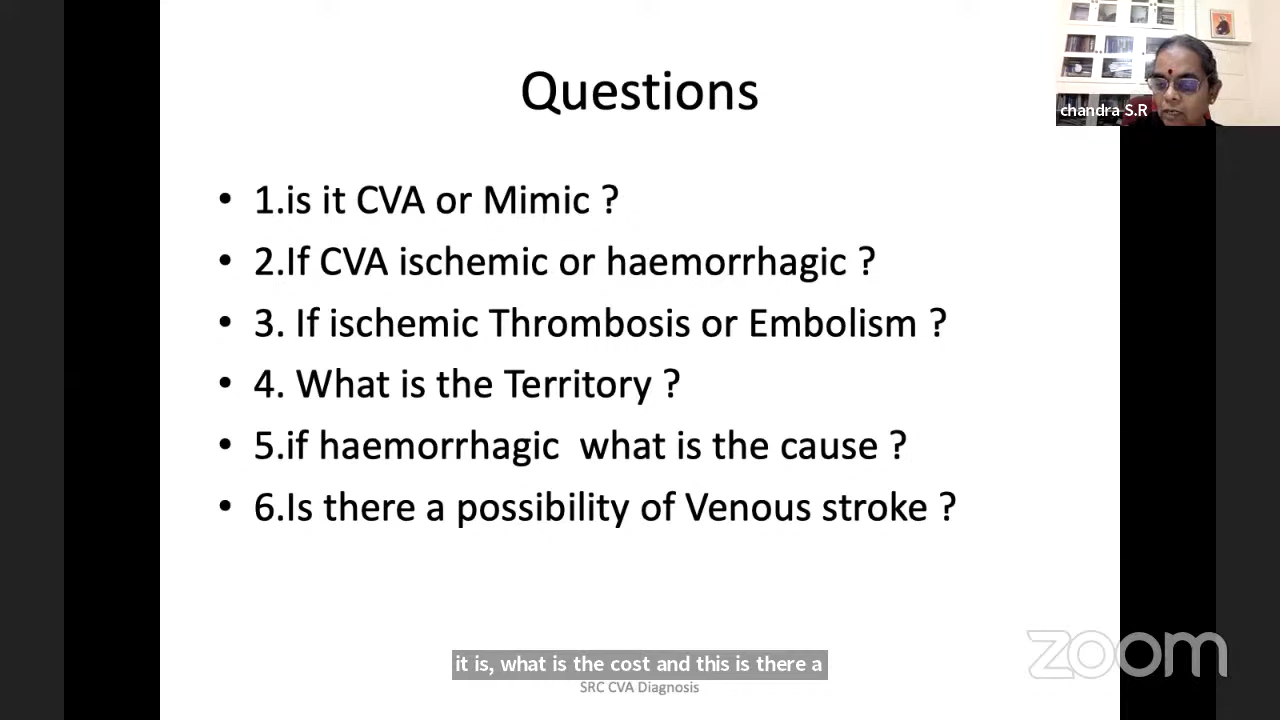 Questions
chandra S.R
• 1.is it CVA or Mimic ?
• 2.If CVA ischemic or haemorrhagic ?
• 3. If ischemic Thrombosis or Embolism ?
• 4. What is the Territory ?
• 5.if haemorrhagic  what is the cause ?
• 6.Is there a possibility of Venous stroke ?
it is, what is the cost and this is there a
SRC CVA Diagnosis
zoom